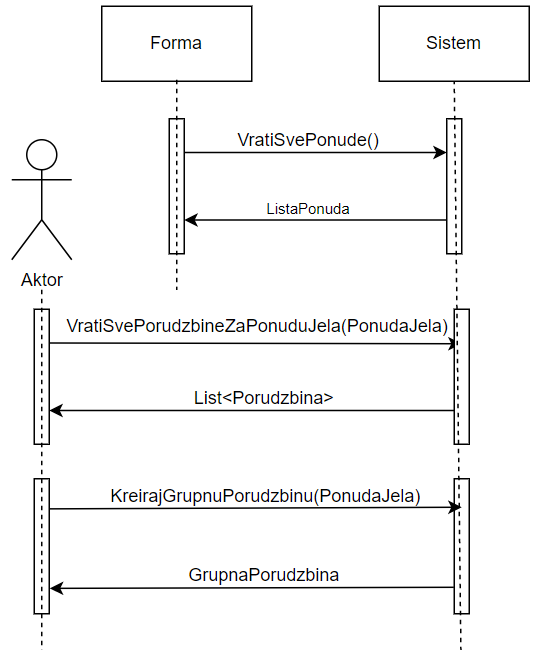 Forma
Sistem
VratiSvePonude()
ListaPonuda
Aktor
VratiSvePorudzbineZaPonuduJela(PonudaJela)
List<Porudzbina>
KreirajGrupnuPorudzbinu(PonudaJela)
GrupnaPorudzbina